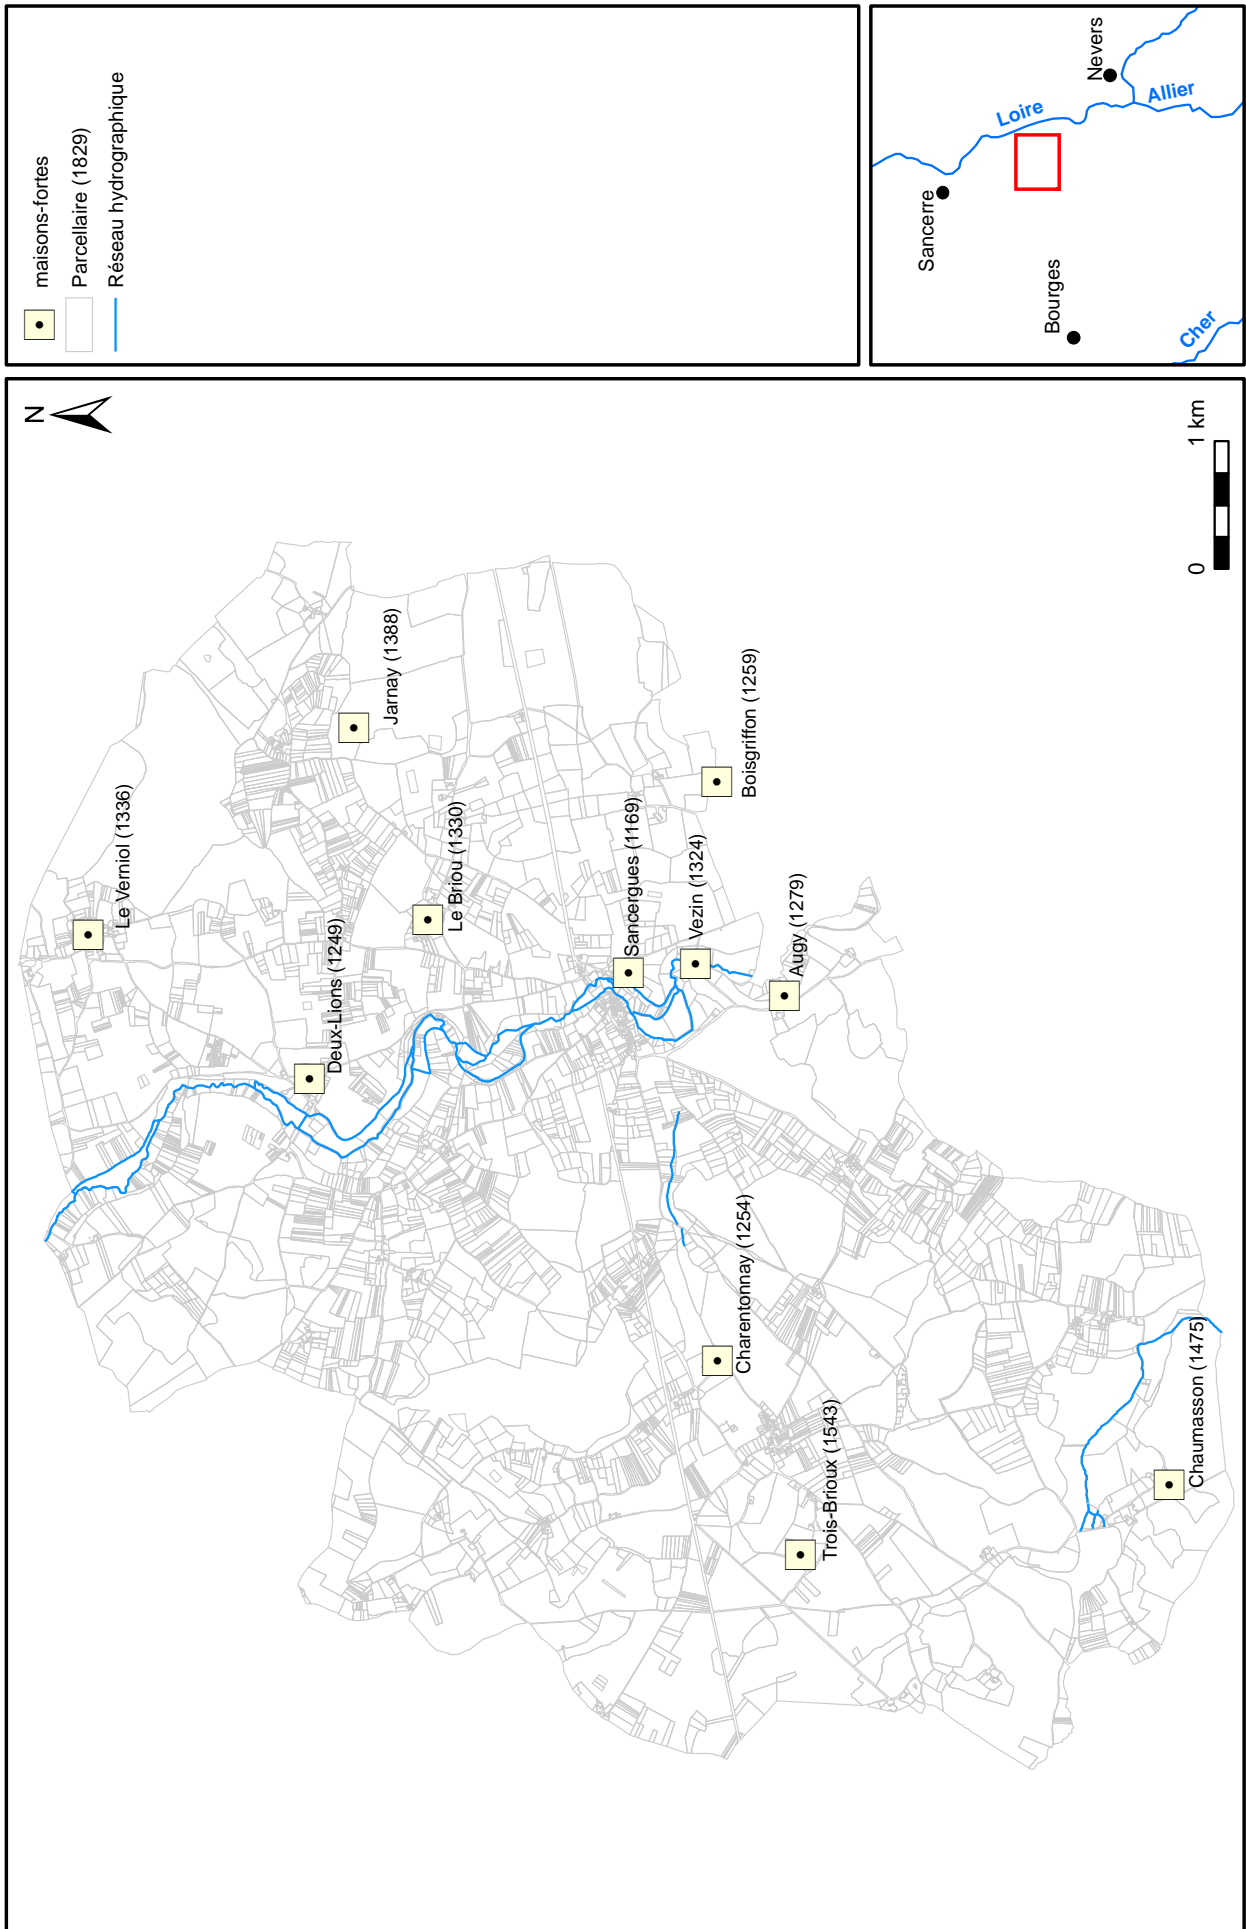 maisons-fortes
Parcellaire (1829)
Réseau hydrographique
Nevers
Loire
Allier
Sancerre
Bourges
Cher
N
Le Verniol (1336)
Jarnay (1388)
Deux-Lions (1249)
Le Briou (1330)
Boisgriffon (1259)
Sancergues (1169)
Vezin (1324)
Augy (1279)
Charentonnay (1254)
Trois-Brioux (1543)
Chaumasson (1475)
0
1 km